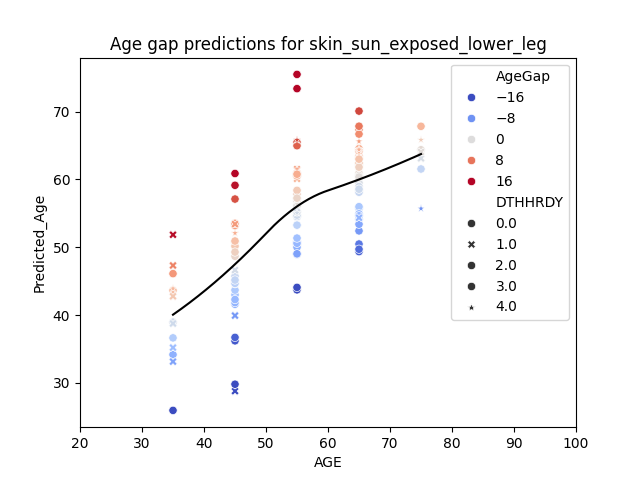 Age gap predictions for skin_sun_exposed_lower_leg
Predicted_Age
70
60
50
40
30
20 30 40 50 60 70 80 90 100
AGE
AgeGap
−16
−8
0
8
16
DTHHRDY
0.0
1.0
2.0
3.0
4.0